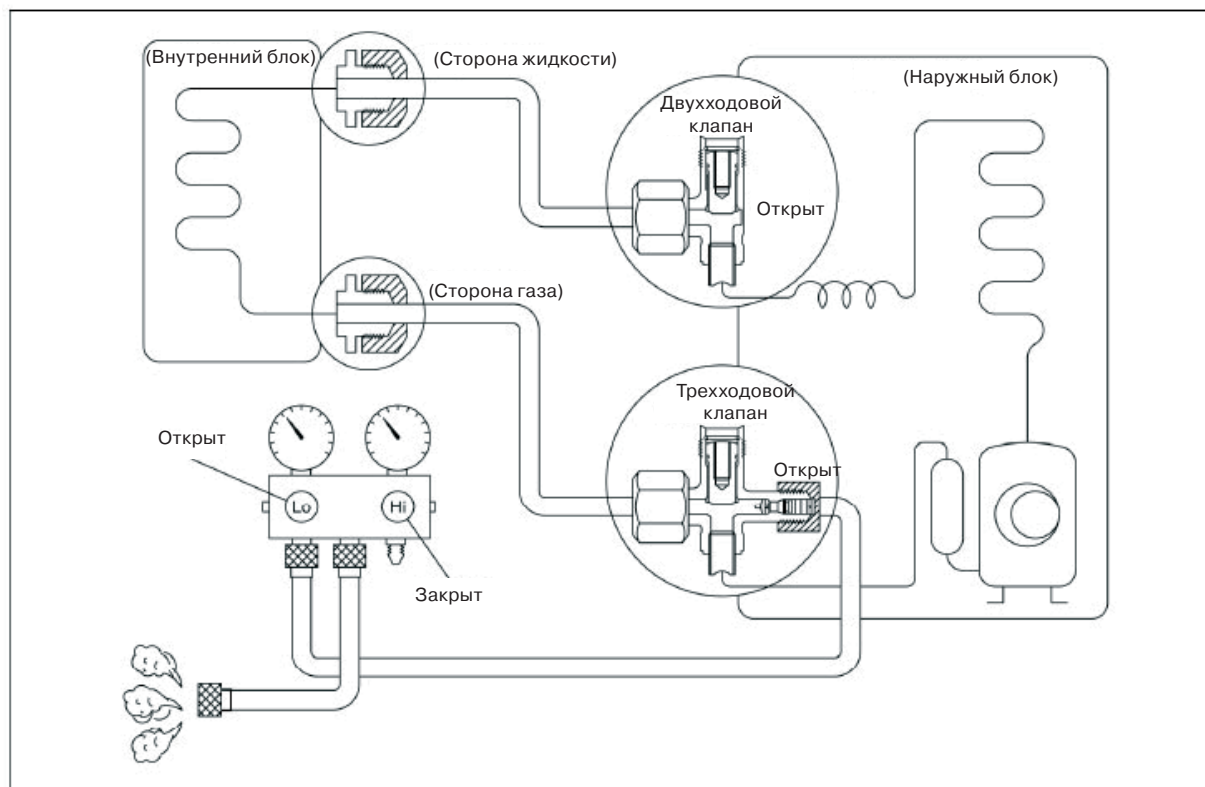 (Внутренний блок)
(Сторона жидкости)
(Наружный блок)
Двухходовой
клапан
Открыт
(Сторона газа)
Трехходовой
клапан
Открыт
Открыт
Lo
Hi
Закрыт